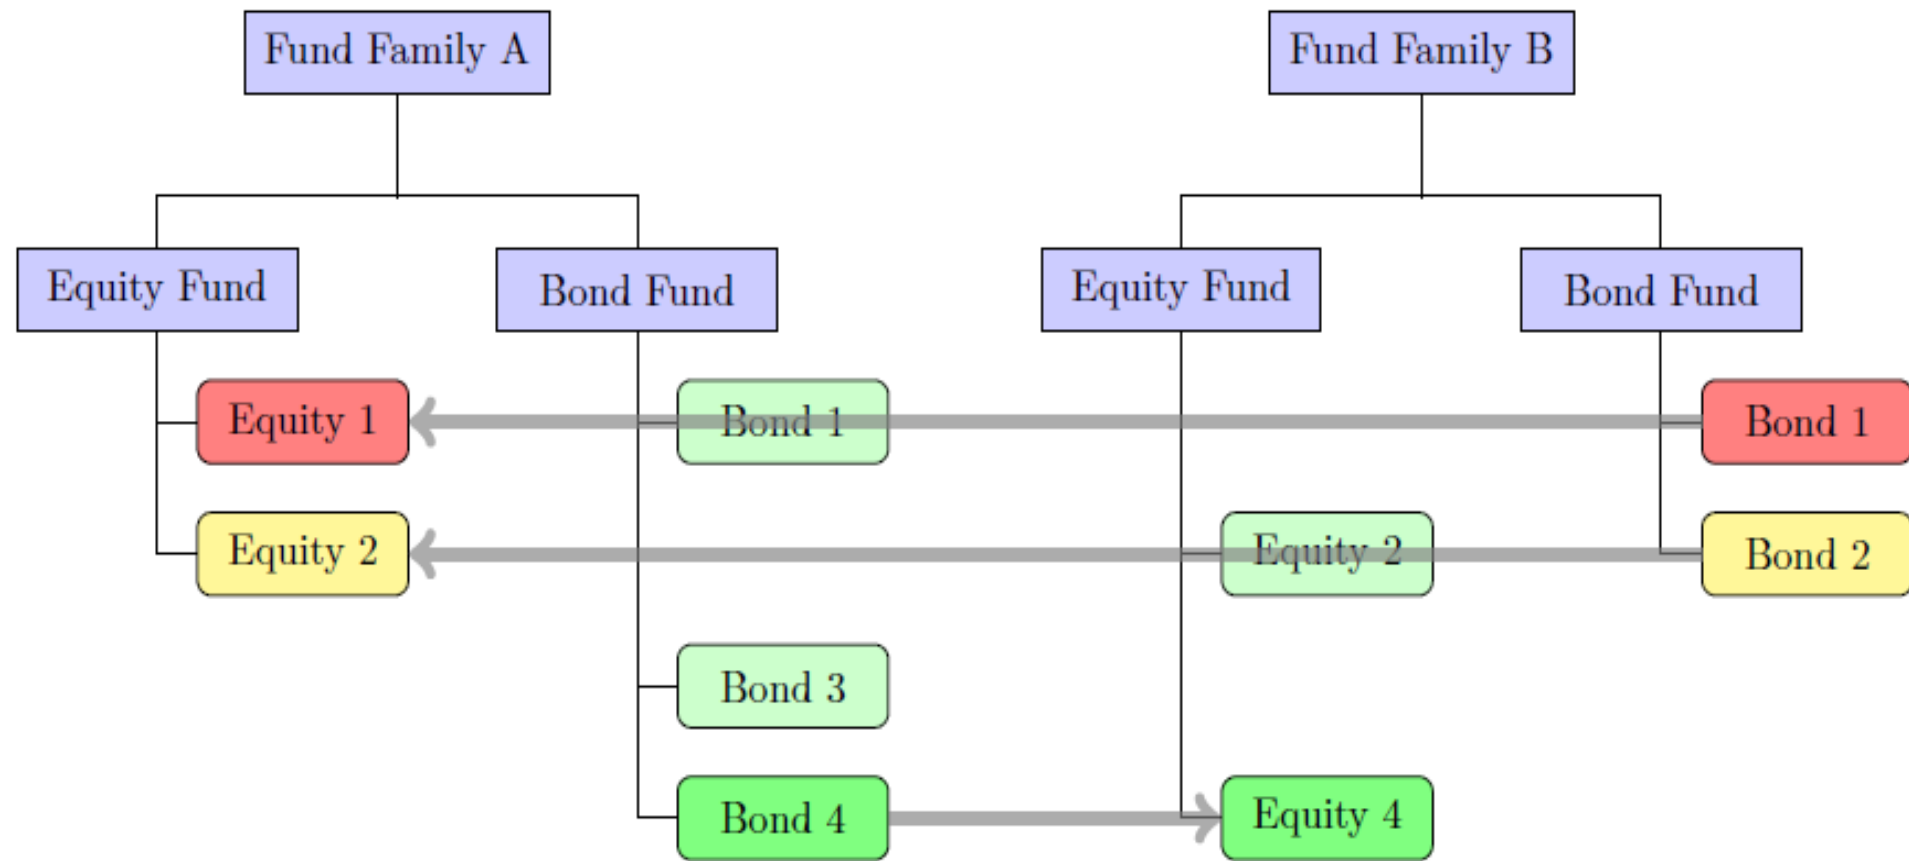 Fund Family A
Fund Family B
Equity Fund
Bond Fund
Equity Fund
Bond Fund
Equity 1
Bond 1
Bond 1
Equity 2
Equity 2
Bond 2
Bond 3
Bond 4
Equity 4